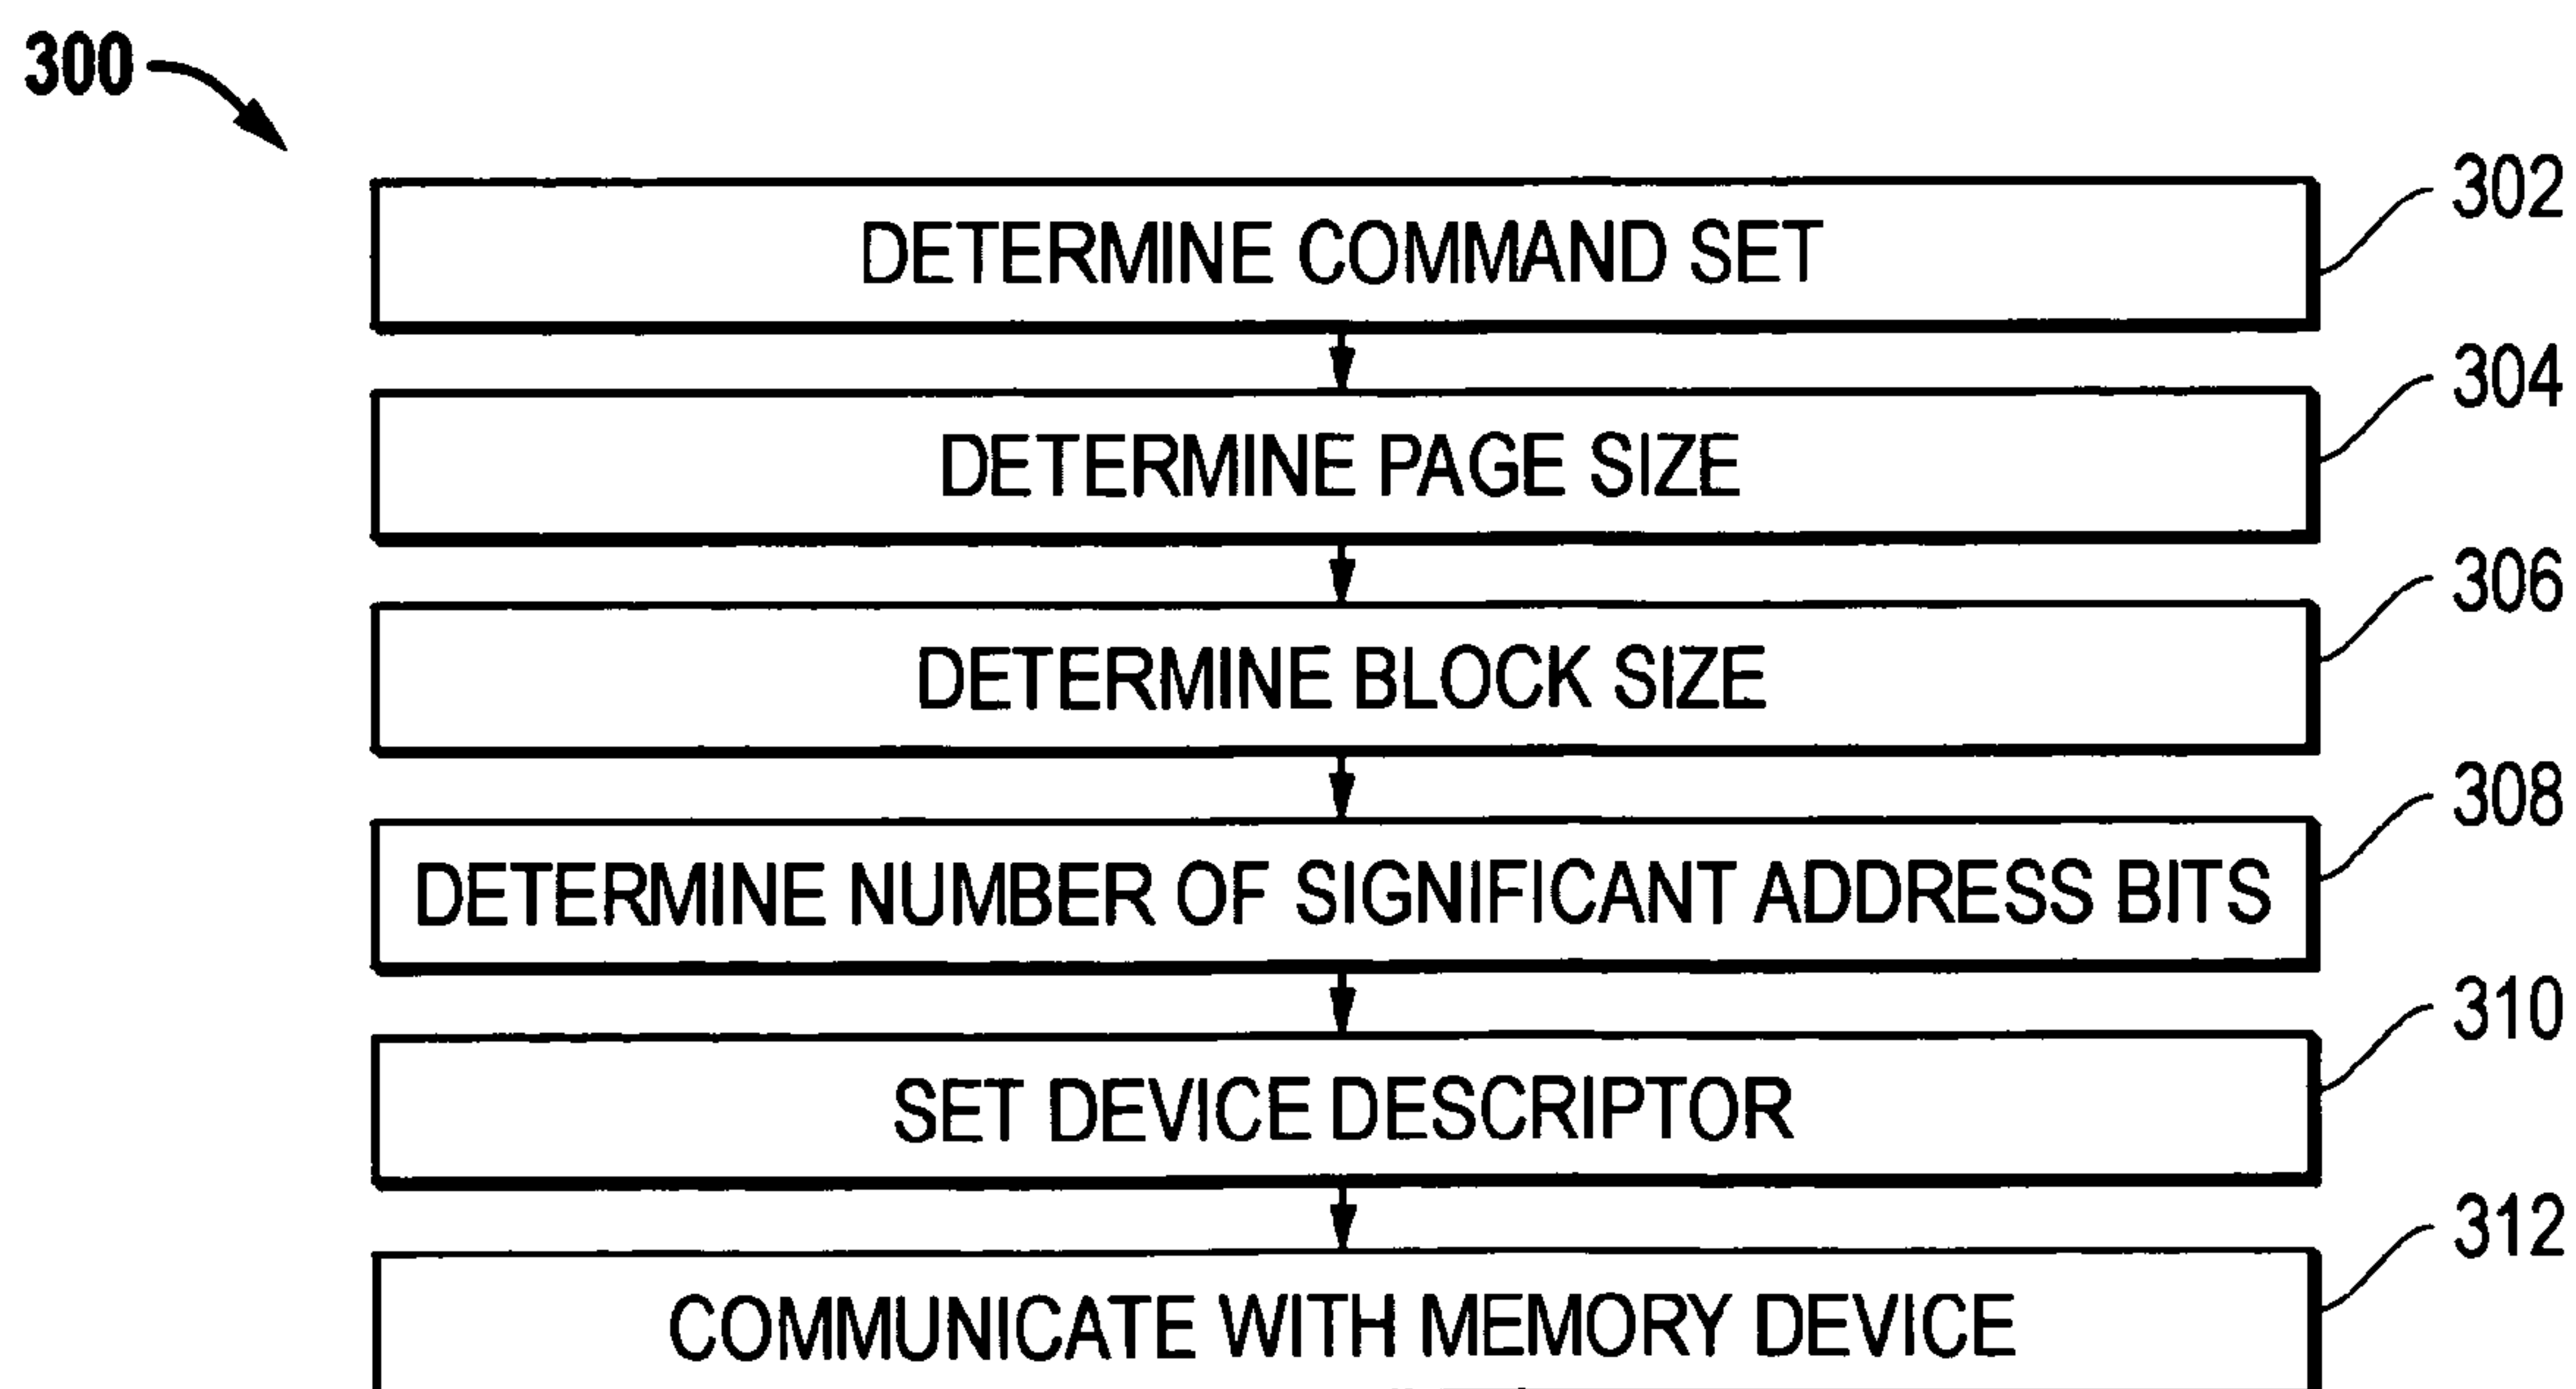 300
DETERMINE COMMAND SET
302
DETERMINE PAGE SIZE
304
DETERMINE BLOCK SIZE
306
DETERMINE NUMBER OF SIGNIFICANT ADDRESS BITS
308
SET DEVICE DESCRIPTOR
310
COMMUNICATE WITH MEMORY DEVICE
312